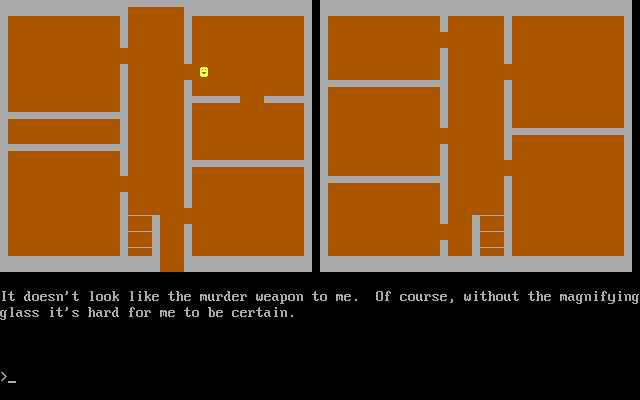 It doesn't look like the murder weapon to me.  Of course, without the magnifying
glass it's hard for me to be certain.
>_